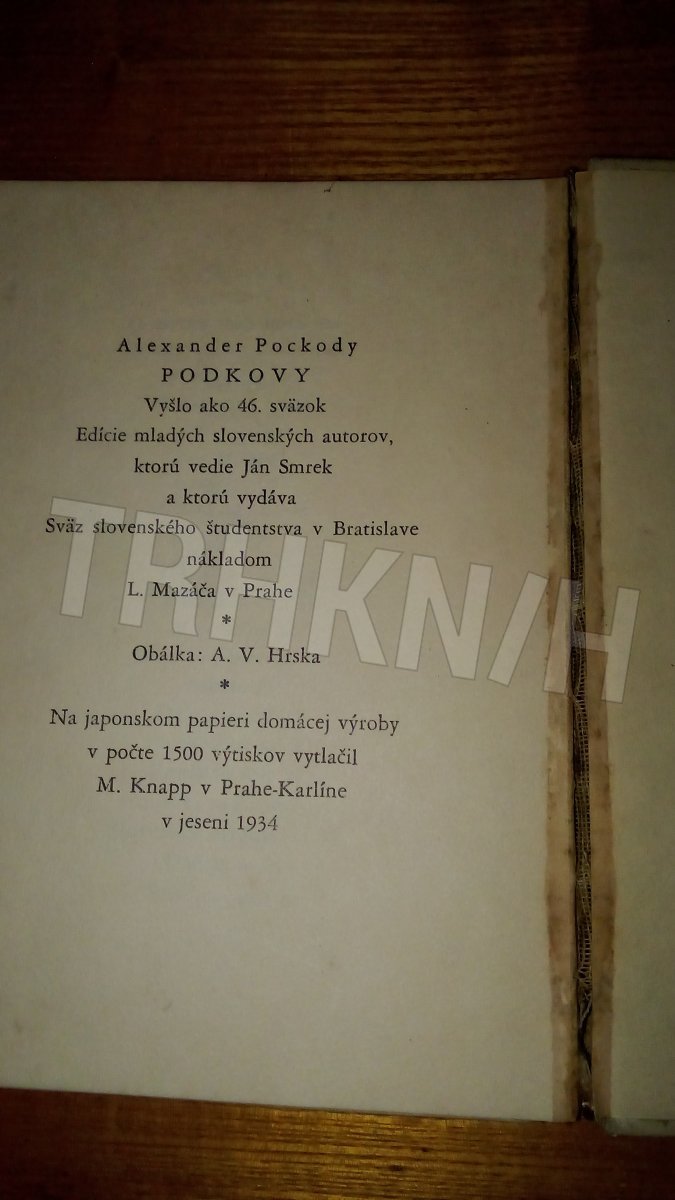 Alexander Pockody
PODKOVY
Vyšlo ako 46. sväzok
Edície mladých slovenských autorov,
ktorú vedie Ján Smrek
a ktorú vydáva
Sväz slovenského študentstva v Bratislave
nákladom
L. Mazáča v Prahe
*
Obálka: A. V. Hrska
*
Na japonskom papieri domácej výroby
v počte 1500 výtiskov vytlačil
M. Knapp v Prahe-Karlíne
v jeseni 1934
TRHKNIH